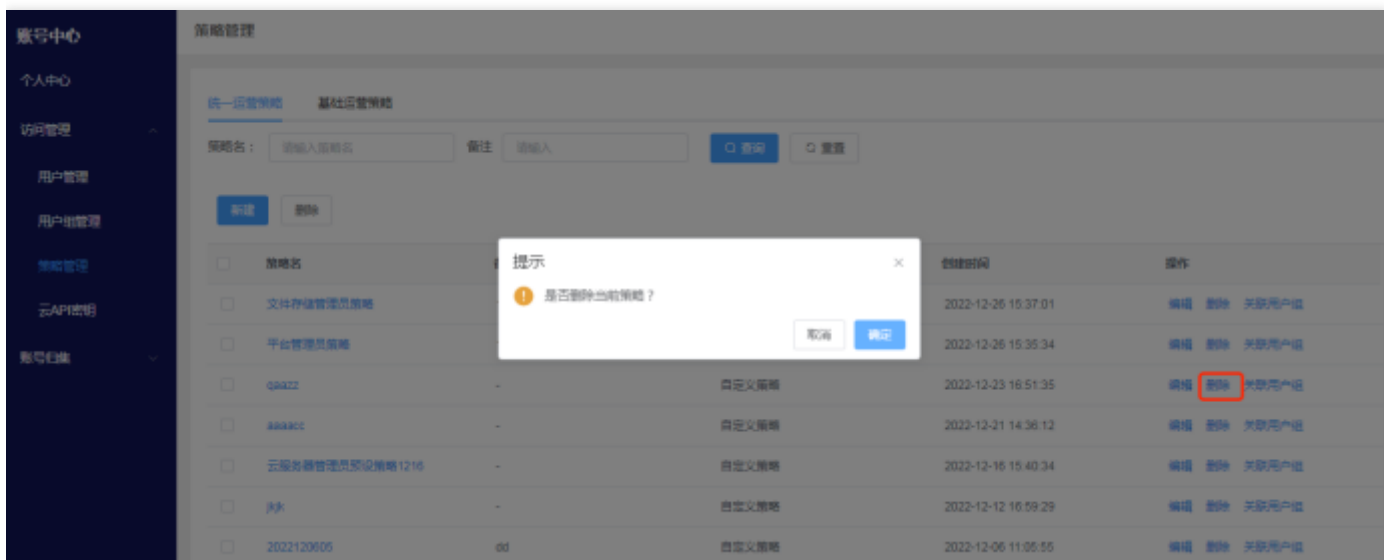 账号中心
策略管理
个人中心
统一运营策略 基础运营策略
访问管理
策略名： 请输入策略名 备注 请输入 查询 重置
用户管理
新建 删除
用户组管理
策略名 创建时间 操作
策略管理
提示
是否删除当前策略？
取消 确定
文件存储管理员策略 2022-12-26 15:37:01 编辑 删除 关联用户组
云API密钥
平台管理员策略 2022-12-26 15:35:34 编辑 删除 关联用户组
账号归集
qaazz - 自定义策略 2022-12-23 16:51:35 编辑 删除 关联用户组
aaaacc - 自定义策略 2022-12-21 14:36:12 编辑 删除 关联用户组
云服务器管理员预设策略1216 - 自定义策略 2022-12-16 15:40:34 编辑 删除 关联用户组
jkjk - 自定义策略 2022-12-12 16:59:29 编辑 删除 关联用户组
2022120605 dd 自定义策略 2022-12-06 11:05:55 编辑 删除 关联用户组